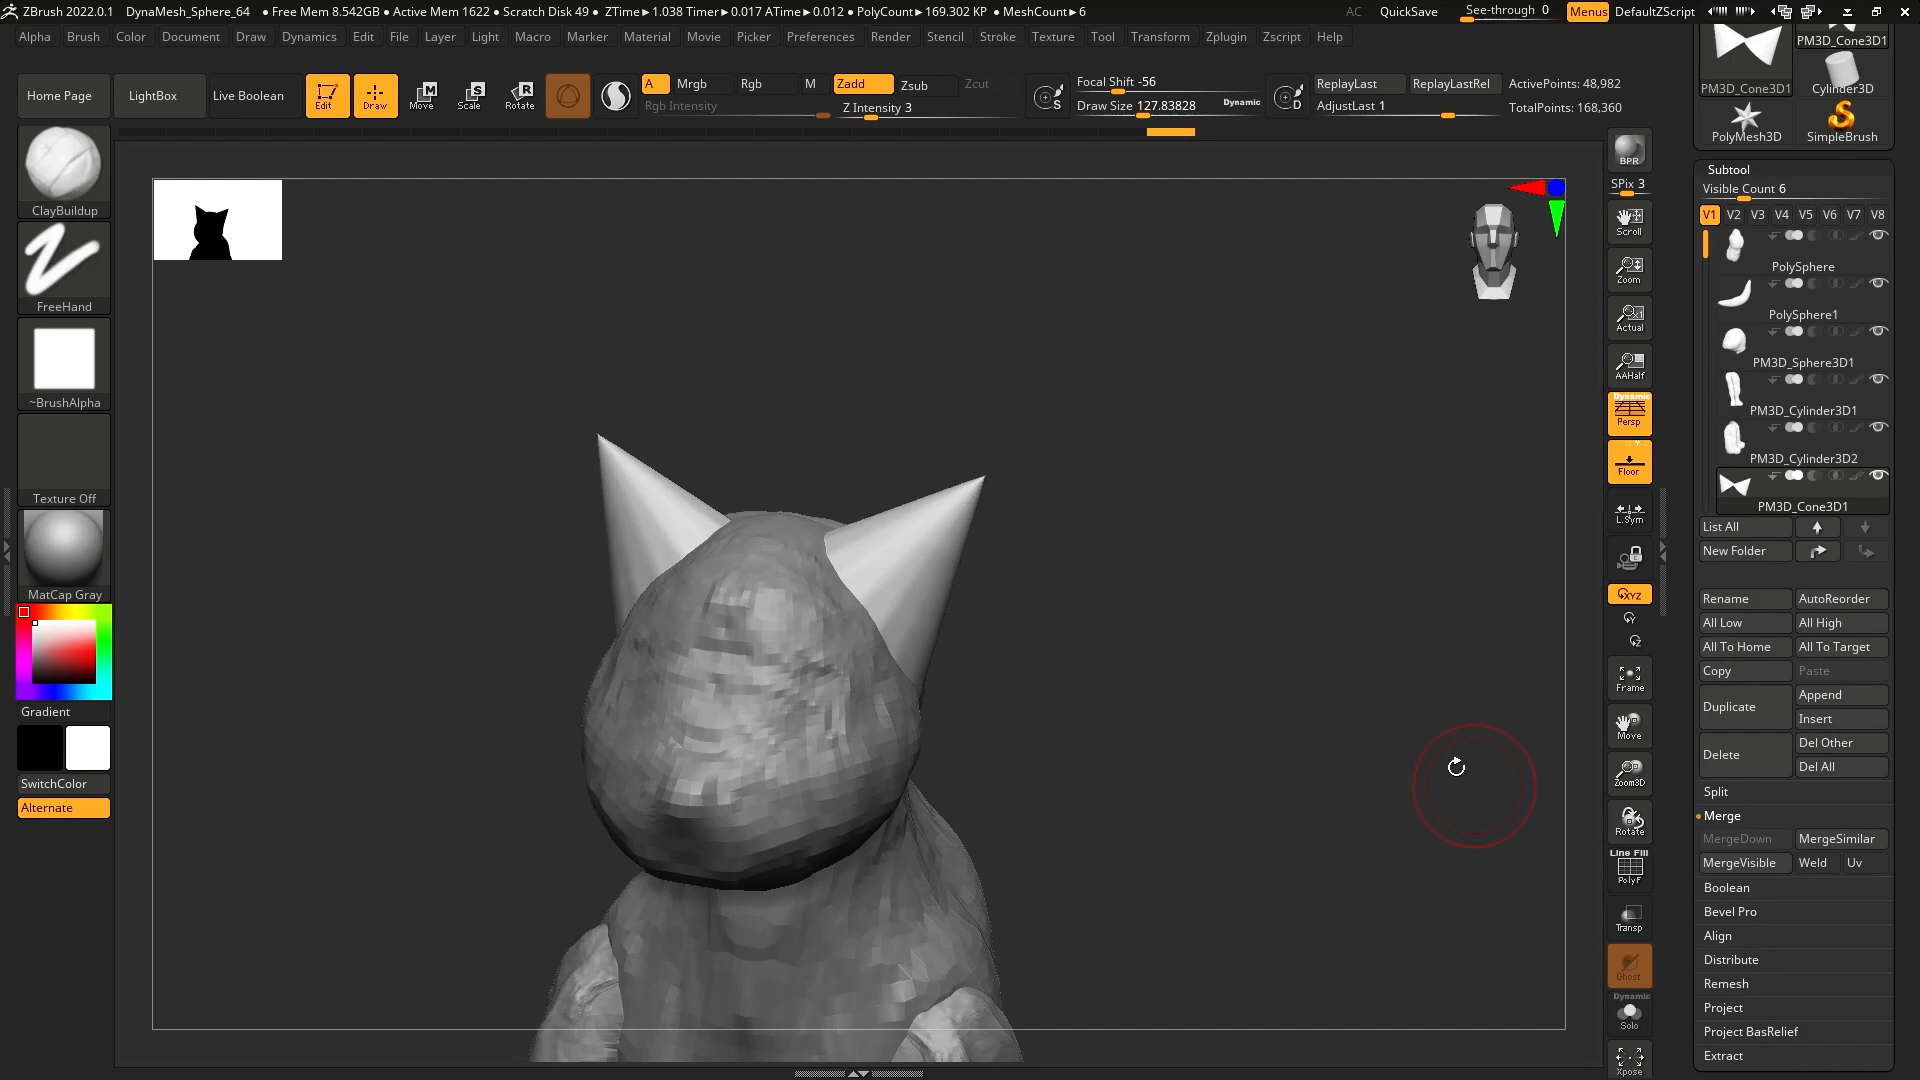 ZBrush 2022.0.1 DynaMesh_Sphere_64 • Free Mem 8.542GB • Active Mem 1622 • Scratch Disk 49 • ZTime►1.038 Timer►0.017 ATime►0.012 • PolyCount►169.302 KP • MeshCount►6 AC QuickSave See-through 0 Menus DefaultZScript
Alpha Brush Color Document Draw Dynamics Edit File Layer Light Macro Marker Material Movie Picker Preferences Render Stencil Stroke Texture Tool Transform Zplugin Zscript Help
Home Page LightBox Live Boolean Edit Draw Move Scale Rotate
A Mrgb Rgb M Zadd Zsub Zcut
Rgb Intensity Z Intensity 3
Focal Shift -56
Draw Size 127.83828 Dynamic
ReplayLast ReplayLastRel ActivePoints: 48,982
AdjustLast 1 TotalPoints: 168,360
ClayBuildup
FreeHand
~BrushAlpha
Texture Off
MatCap Gray
Gradient
SwitchColor
Alternate
BPR
SPix 3
Scroll
Zoom
Actual
AAHalf
Dynamic
Persp
Floor
L.Sym
XYZ
Y
Z
Frame
Move
Zoom3D
Rotate
Line Fill
PolyF
Transp
Ghost
Dynamic
Solo
Xpose
PM3D_Cone3D1
PM3D_Cone3D1 Cylinder3D
PolyMesh3D SimpleBrush
Subtool
Visible Count 6
V1 V2 V3 V4 V5 V6 V7 V8
PolySphere
PolySphere1
PM3D_Sphere3D1
PM3D_Cylinder3D1
PM3D_Cylinder3D2
PM3D_Cone3D1
List All
New Folder
Rename AutoReorder
All Low All High
All To Home All To Target
Copy Paste
Duplicate Append
Insert
Delete Del Other
Del All
Split
Merge
MergeDown MergeSimilar
MergeVisible Weld Uv
Boolean
Bevel Pro
Align
Distribute
Remesh
Project
Project BasRelief
Extract